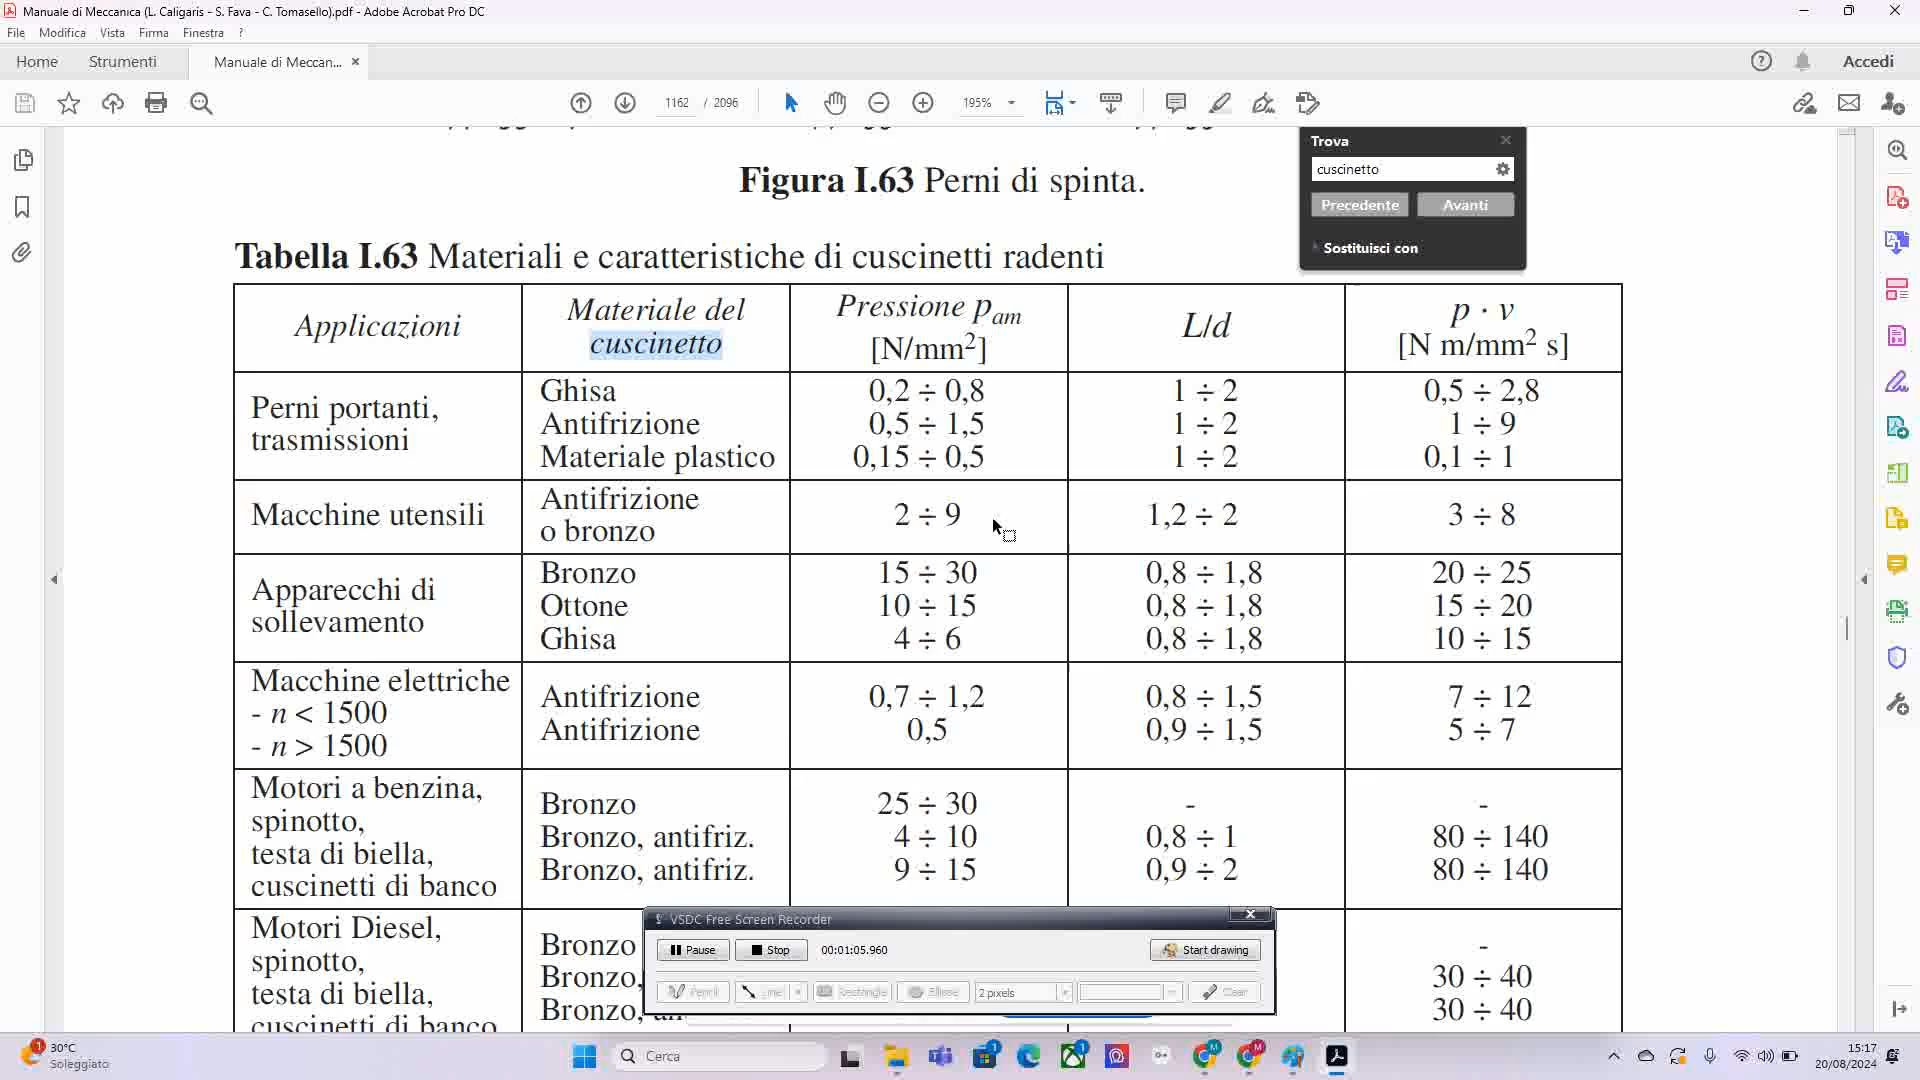 Manuale di Meccanica (L. Caligaris - S. Fava - C. Tomasello).pdf - Adobe Acrobat Pro DC
File Modifica Vista Firma Finestra ?
Home Strumenti Manuale di Meccan... × Accedi
1162 / 2096 195%
Trova
cuscinetto
Precedente Avanti
Sostituisci con
Figura I.63 Perni di spinta.
Tabella I.63 Materiali e caratteristiche di cuscinetti radenti
Applicazioni
Materiale del
cuscinetto
Pressione pam
[N/mm²]
L/d
p · v
[N m/mm² s]
Perni portanti,
trasmissioni
Ghisa 0,2 ÷ 0,8 1 ÷ 2 0,5 ÷ 2,8
Antifrizione 0,5 ÷ 1,5 1 ÷ 2 1 ÷ 9
Materiale plastico 0,15 ÷ 0,5 1 ÷ 2 0,1 ÷ 1
Macchine utensili
Antifrizione
o bronzo
2 ÷ 9 1,2 ÷ 2 3 ÷ 8
Apparecchi di
sollevamento
Bronzo 15 ÷ 30 0,8 ÷ 1,8 20 ÷ 25
Ottone 10 ÷ 15 0,8 ÷ 1,8 15 ÷ 20
Ghisa 4 ÷ 6 0,8 ÷ 1,8 10 ÷ 15
Macchine elettriche
- n < 1500
- n > 1500
Antifrizione 0,7 ÷ 1,2 0,8 ÷ 1,5 7 ÷ 12
Antifrizione 0,5 0,9 ÷ 1,5 5 ÷ 7
Motori a benzina,
spinotto,
testa di biella,
cuscinetti di banco
Bronzo 25 ÷ 30 - -
Bronzo, antifriz. 4 ÷ 10 0,8 ÷ 1 80 ÷ 140
Bronzo, antifriz. 9 ÷ 15 0,9 ÷ 2 80 ÷ 140
Motori Diesel,
spinotto,
testa di biella,
cuscinetti di banco
Bronzo -
Bronzo, 30 ÷ 40
Bronzo, 30 ÷ 40
VSDC Free Screen Recorder
Pause Stop 00:01:05.960 Start drawing
Pencil Line Rectangle Ellipse 2 pixels Clear
1 30°C
Soleggiato
Cerca
15:17
20/08/2024